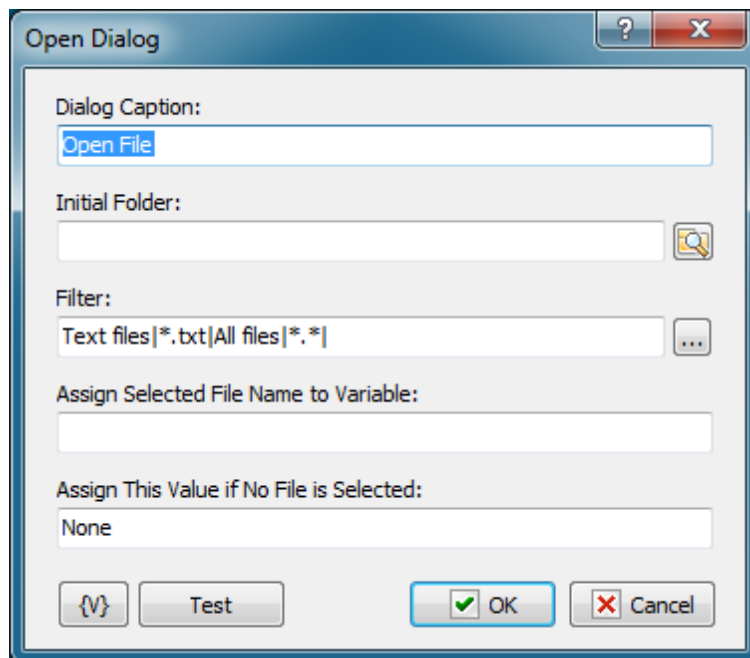 Open Dialog
?
Dialog Caption:
Open File
Initial Folder:
Filter:
Text files|*.txt|All files|*.*|
...
Assign Selected File Name to Variable:
Assign This Value if No File is Selected:
None
{V} Test OK Cancel